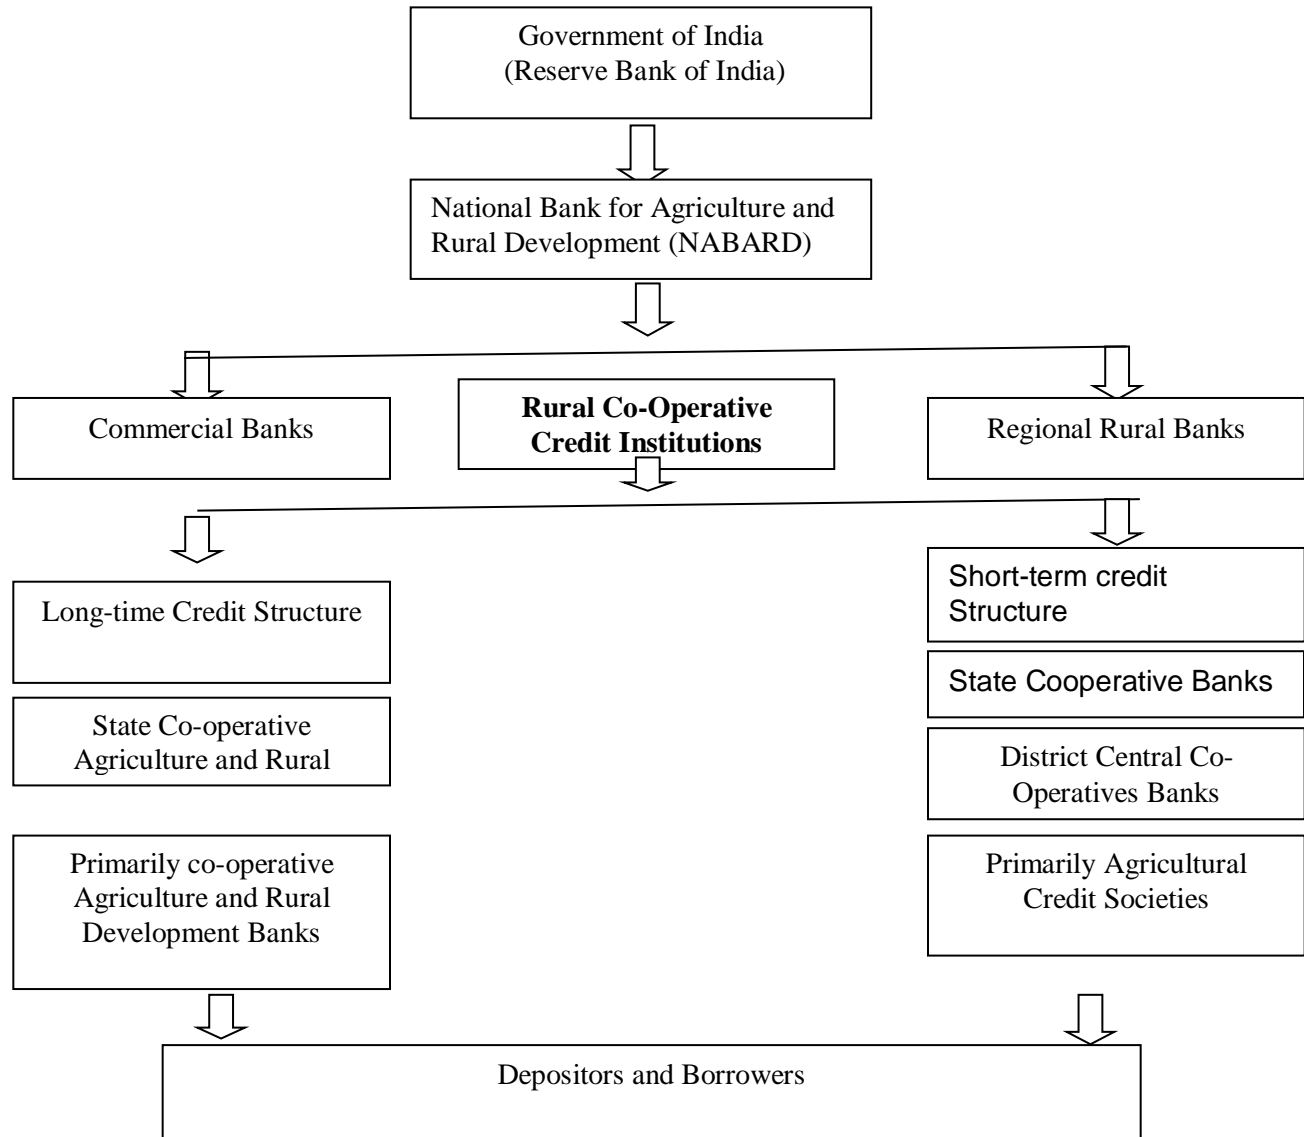 Government of India
(Reserve Bank of India)
National Bank for Agriculture and
Rural Development (NABARD)
Commercial Banks
Rural Co-Operative
Credit Institutions
Regional Rural Banks
Long-time Credit Structure
Short-term credit
Structure
State Co-operative
Agriculture and Rural
State Cooperative Banks
District Central Co-
Operatives Banks
Primarily co-operative
Agriculture and Rural
Development Banks
Primarily Agricultural
Credit Societies
Depositors and Borrowers